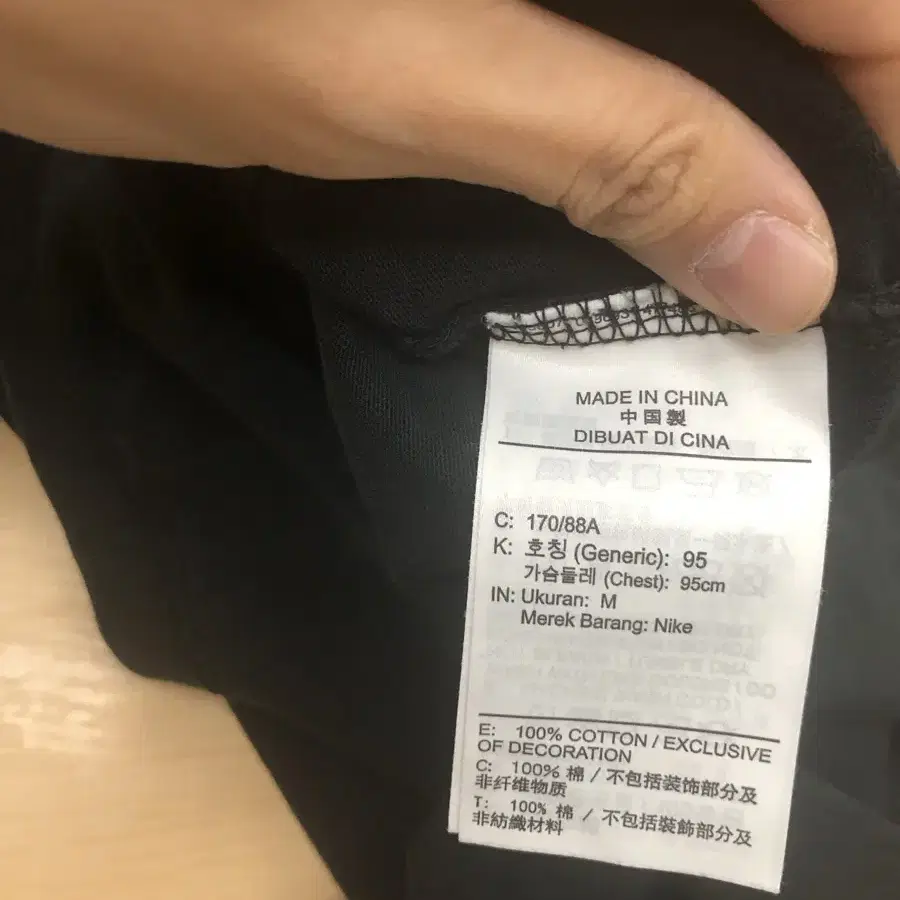 MADE IN CHINA
中国製
DIBUAT DI CINA
C: 170/88A
K: 호칭 (Generic): 95
가슴둘레 (Chest): 95cm
IN: Ukuran: M
Merek Barang: Nike
E: 100% COTTON / EXCLUSIVE
OF DECORATION
C: 100% 棉 / 不包括装饰部分及
非纤维物质
T: 100% 棉 / 不包括裝飾部分及
非紡織材料